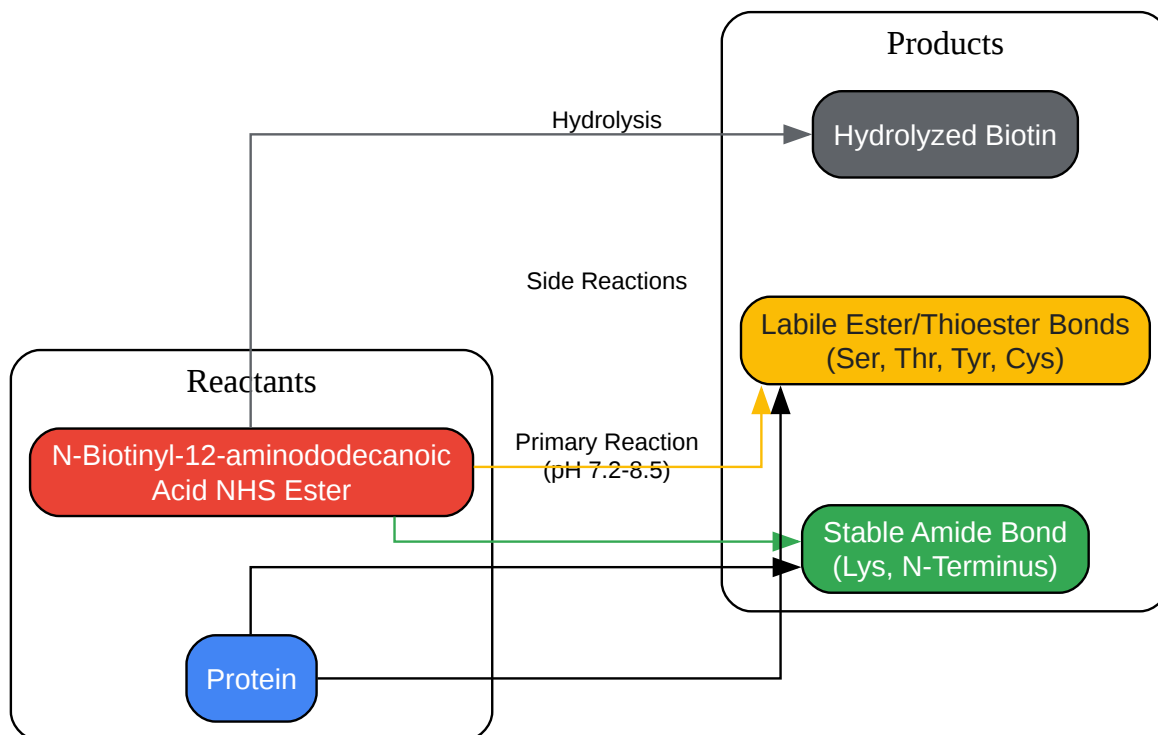 Products
Hydrolysis
Hydrolyzed Biotin
Side Reactions
Labile Ester/Thioester Bonds
(Ser, Thr, Tyr, Cys)
Reactants
N-Biotinyl-12-aminododecanoic
Acid NHS Ester
Primary Reaction
(pH 7.2-8.5)
Stable Amide Bond
(Lys, N-Terminus)
Protein